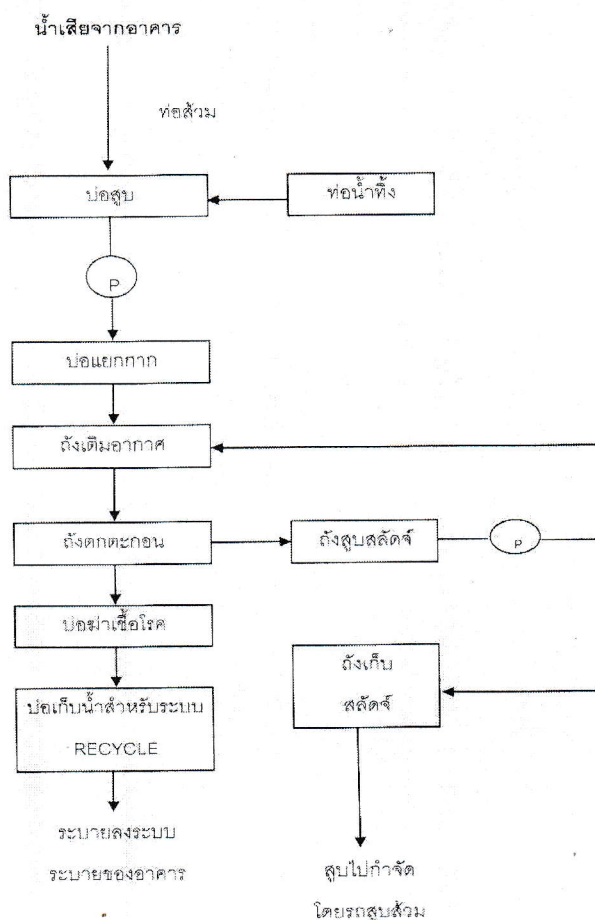 น้ำเสียจากอาคาร
ท่อส้วม
บ่อสูบ
ท่อน้ำทิ้ง
P
บ่อแยกกาก
ถังเติมอากาศ
ถังตกตะกอน
ถังสูบสลัดจ์
P
บ่อฆ่าเชื้อโรค
ถังเก็บ
สลัดจ์
บ่อเก็บน้ำสำหรับระบบ
RECYCLE
ระบายลงระบบ
ระบายของอาคาร
สูบไปกำจัด
โดยรถสูบส้วม